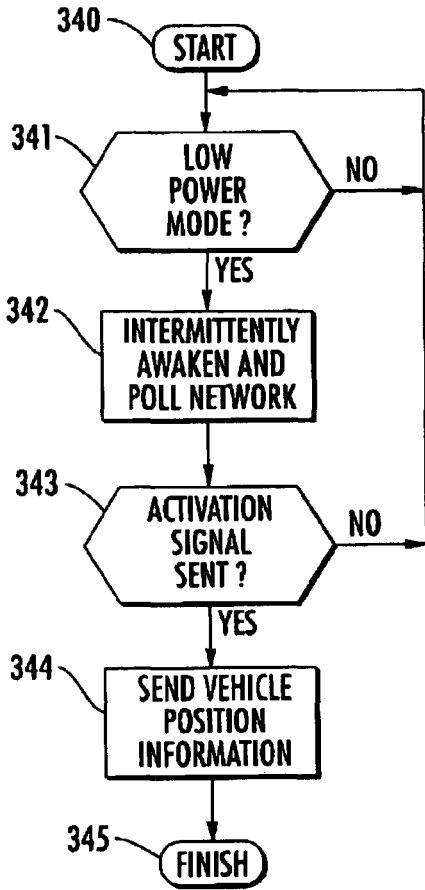 340
START
341
LOW
POWER
MODE ?
NO
YES
342
INTERMITTENTLY
AWAKEN AND
POLL NETWORK
343
ACTIVATION
SIGNAL
SENT ?
NO
YES
344
SEND VEHICLE
POSITION
INFORMATION
345
FINISH